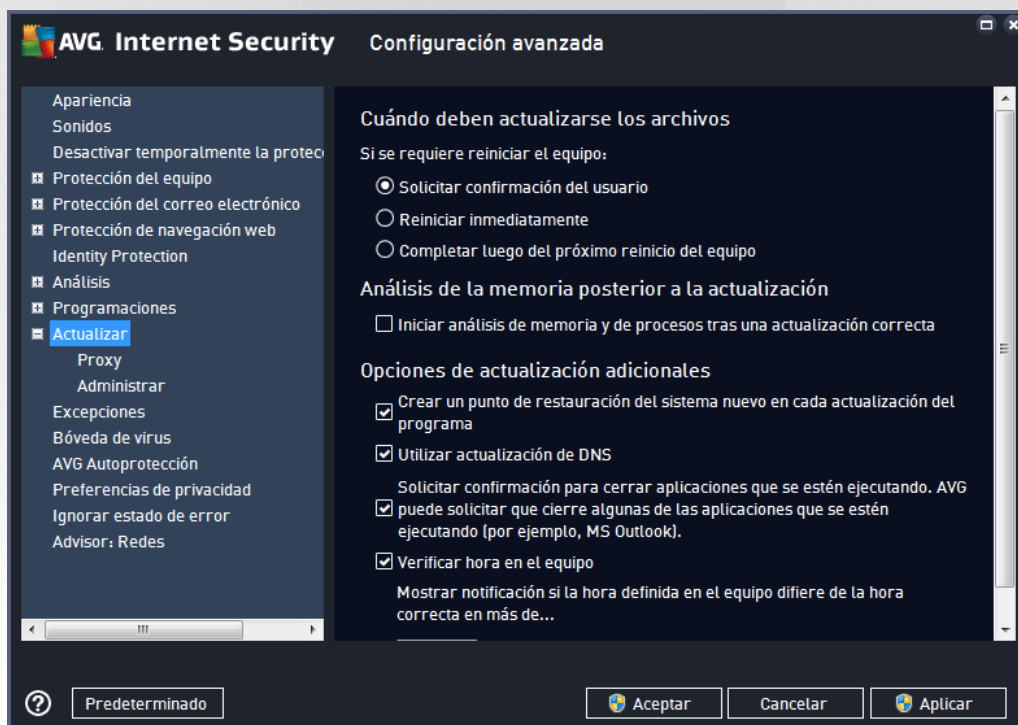 AVG. Internet Security
Configuración avanzada
Apariencia
Sonidos
Desactivar temporalmente la protec
Protección del equipo
Protección del correo electrónico
Protección de navegación web
Identity Protection
Análisis
Programaciones
Actualizar
Proxy
Administrar
Excepciones
Bóveda de virus
AVG Autoprotección
Preferencias de privacidad
Ignorar estado de error
Advisor: Redes
Cuándo deben actualizarse los archivos
Si se requiere reiniciar el equipo:
Solicitar confirmación del usuario
Reiniciar inmediatamente
Completar luego del próximo reinicio del equipo
Análisis de la memoria posterior a la actualización
Iniciar análisis de memoria y de procesos tras una actualización correcta
Opciones de actualización adicionales
Crear un punto de restauración del sistema nuevo en cada actualización del
programa
Utilizar actualización de DNS
Solicitar confirmación para cerrar aplicaciones que se estén ejecutando. AVG
puede solicitar que cierre algunas de las aplicaciones que se estén
ejecutando (por ejemplo, MS Outlook).
Verificar hora en el equipo
Mostrar notificación si la hora definida en el equipo difiere de la hora
correcta en más de...
?
Predeterminado
Aceptar
Cancelar
Aplicar